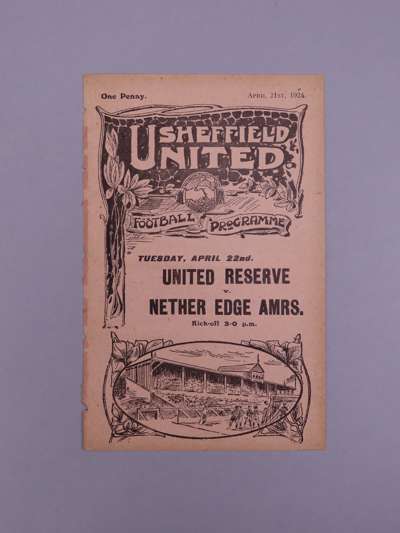 One Penny. April 21st, 1924
SHEFFIELD
UNITED
FOOTBALL PROGRAMME
TUESDAY, APRIL 22nd.
UNITED RESERVE
v.
NETHER EDGE AMRS.
Kick-off 3-0 p.m.